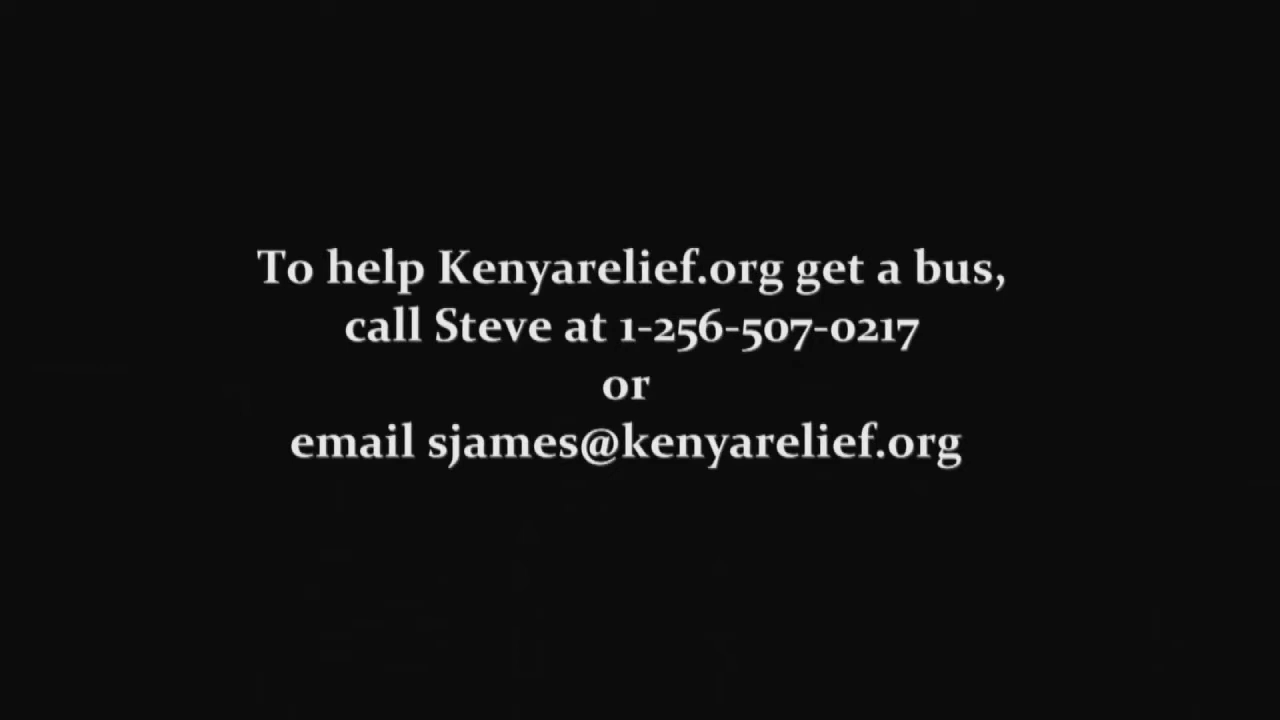 To help Kenyarelief.org get a bus,
call Steve at 1-256-507-0217
or
email sjames@kenyarelief.org